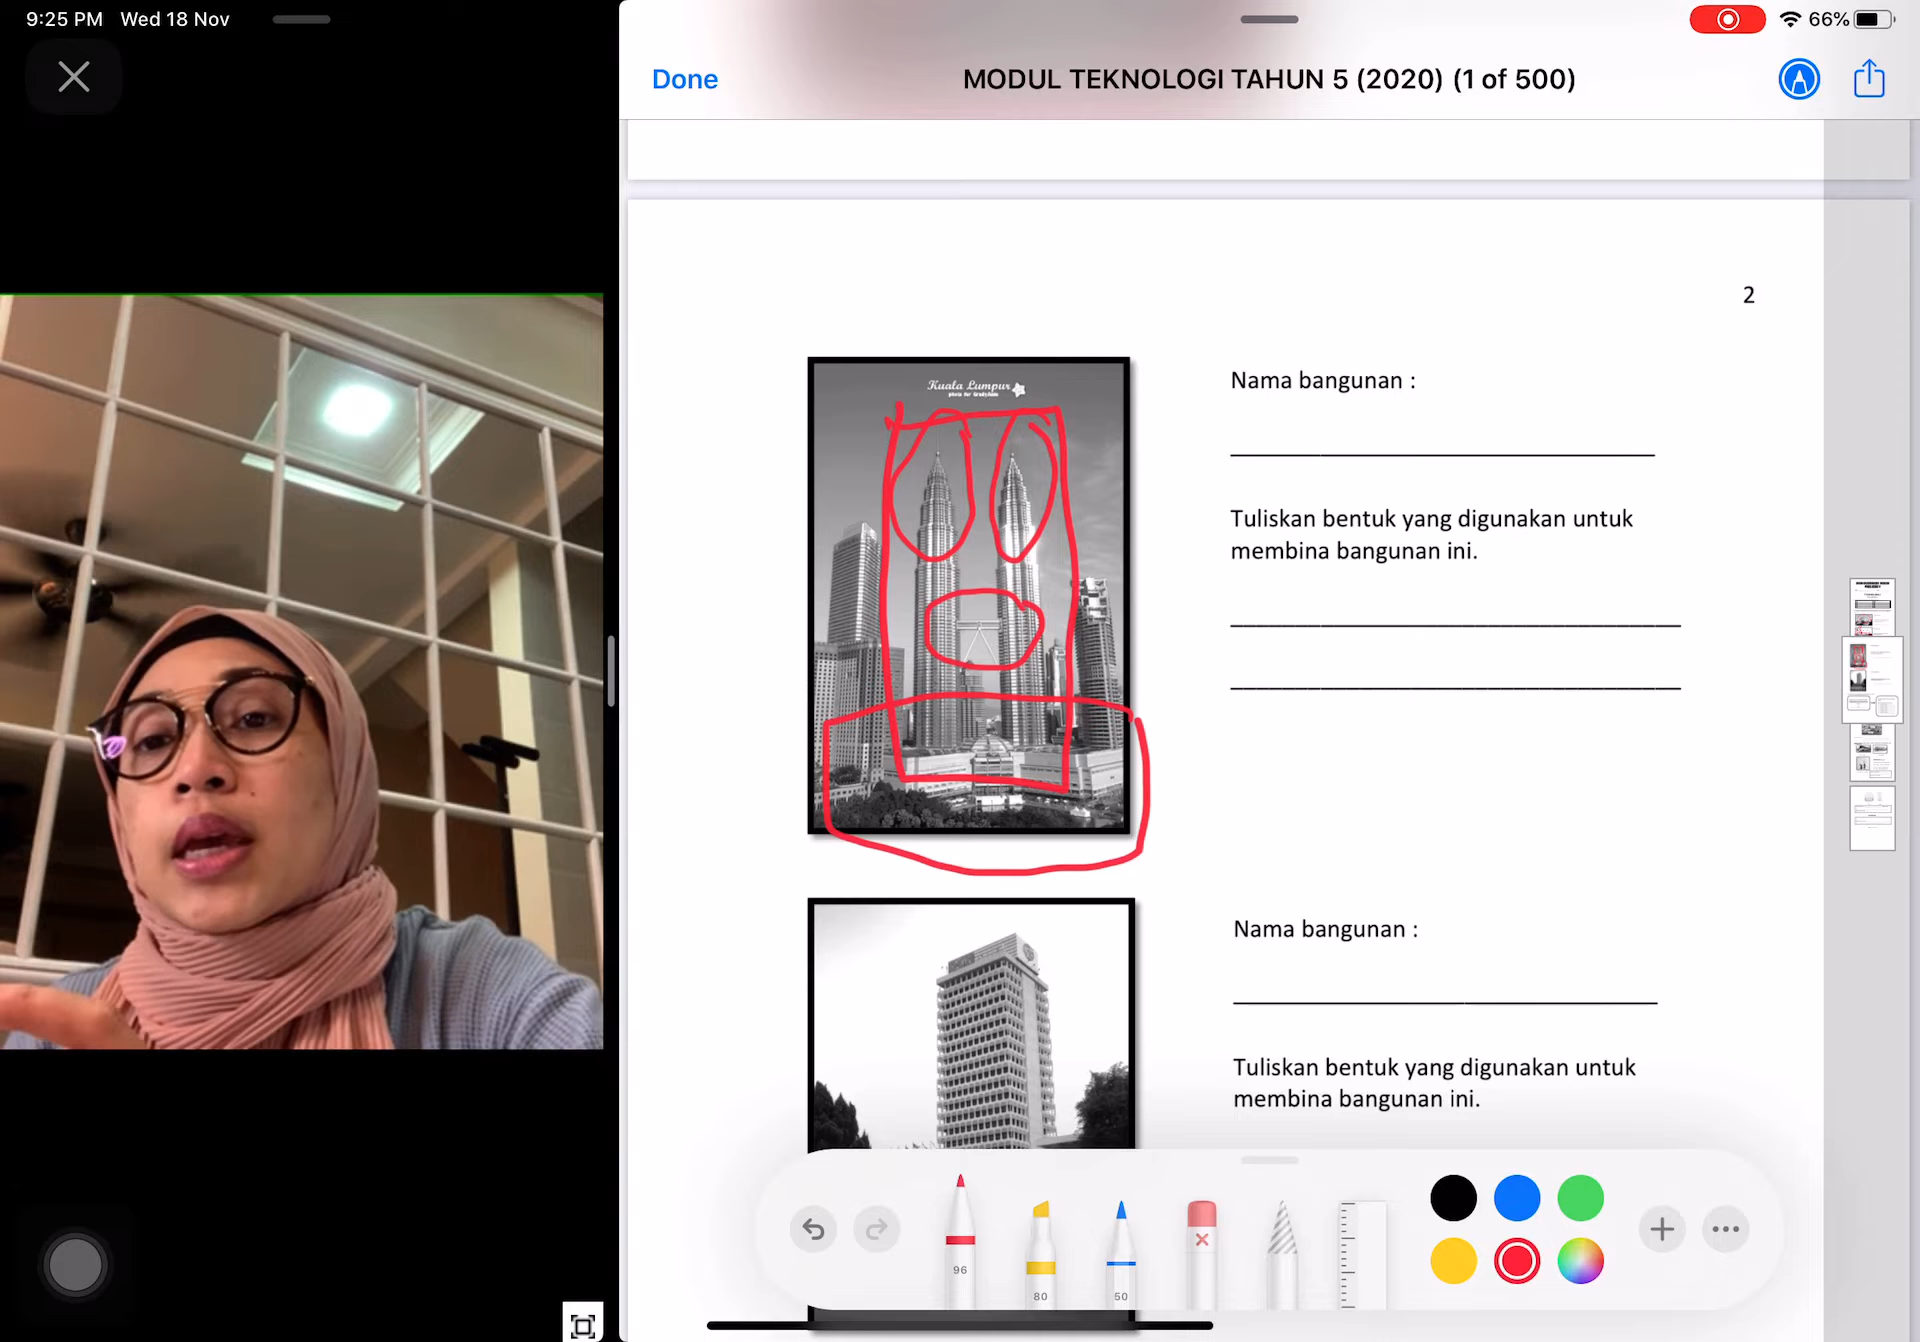 9:25 PM Wed 18 Nov
66%
Done
MODUL TEKNOLOGI TAHUN 5 (2020) (1 of 500)
2
Kuala Lumpur
Nama bangunan :
Tuliskan bentuk yang digunakan untuk
membina bangunan ini.
Nama bangunan :
Tuliskan bentuk yang digunakan untuk
membina bangunan ini.
96
80
50